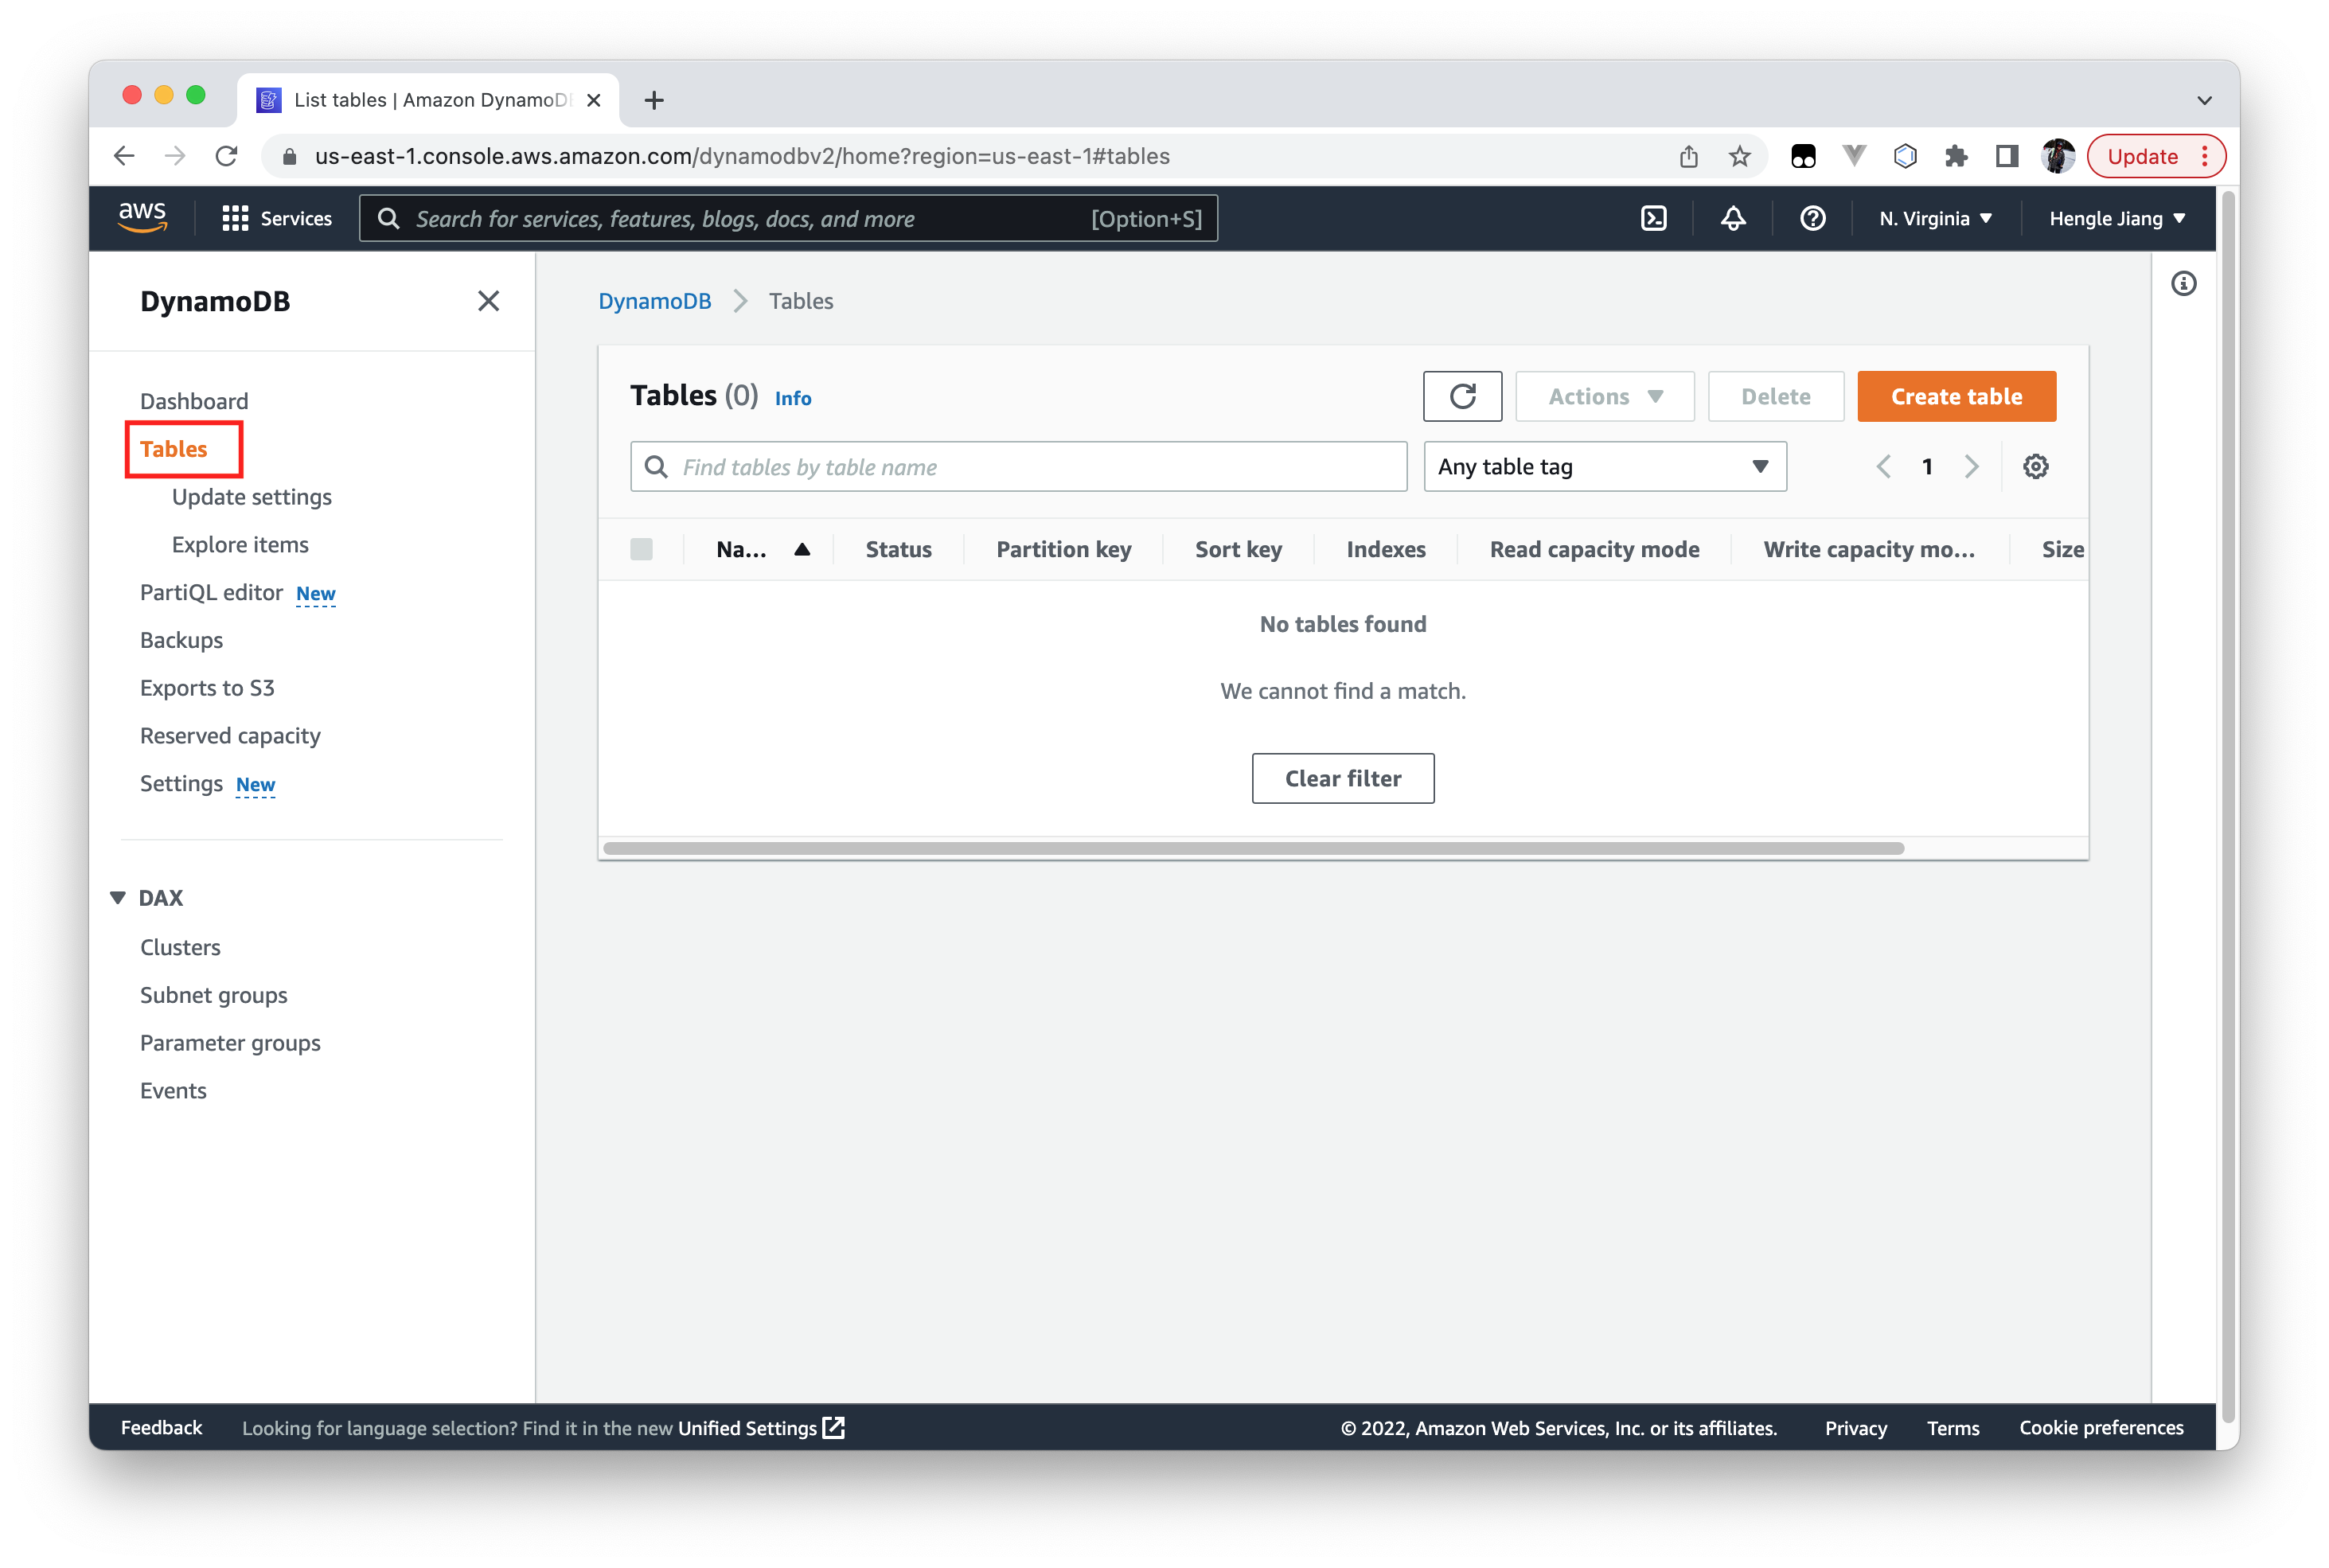 List tables | Amazon DynamoD
us-east-1.console.aws.amazon.com/dynamodbv2/home?region=us-east-1#tables
Update
aws
Services
Search for services, features, blogs, docs, and more
[Option+S]
N. Virginia
Hengle Jiang
DynamoDB
Dashboard
Tables
Update settings
Explore items
PartiQL editor New
Backups
Exports to S3
Reserved capacity
Settings New
DAX
Clusters
Subnet groups
Parameter groups
Events
DynamoDB
Tables
Tables (0) Info
Actions
Delete
Create table
Find tables by table name
Any table tag
1
Na...
Status
Partition key
Sort key
Indexes
Read capacity mode
Write capacity mo...
Size
No tables found
We cannot find a match.
Clear filter
Feedback
Looking for language selection? Find it in the new Unified Settings
© 2022, Amazon Web Services, Inc. or its affiliates.
Privacy
Terms
Cookie preferences